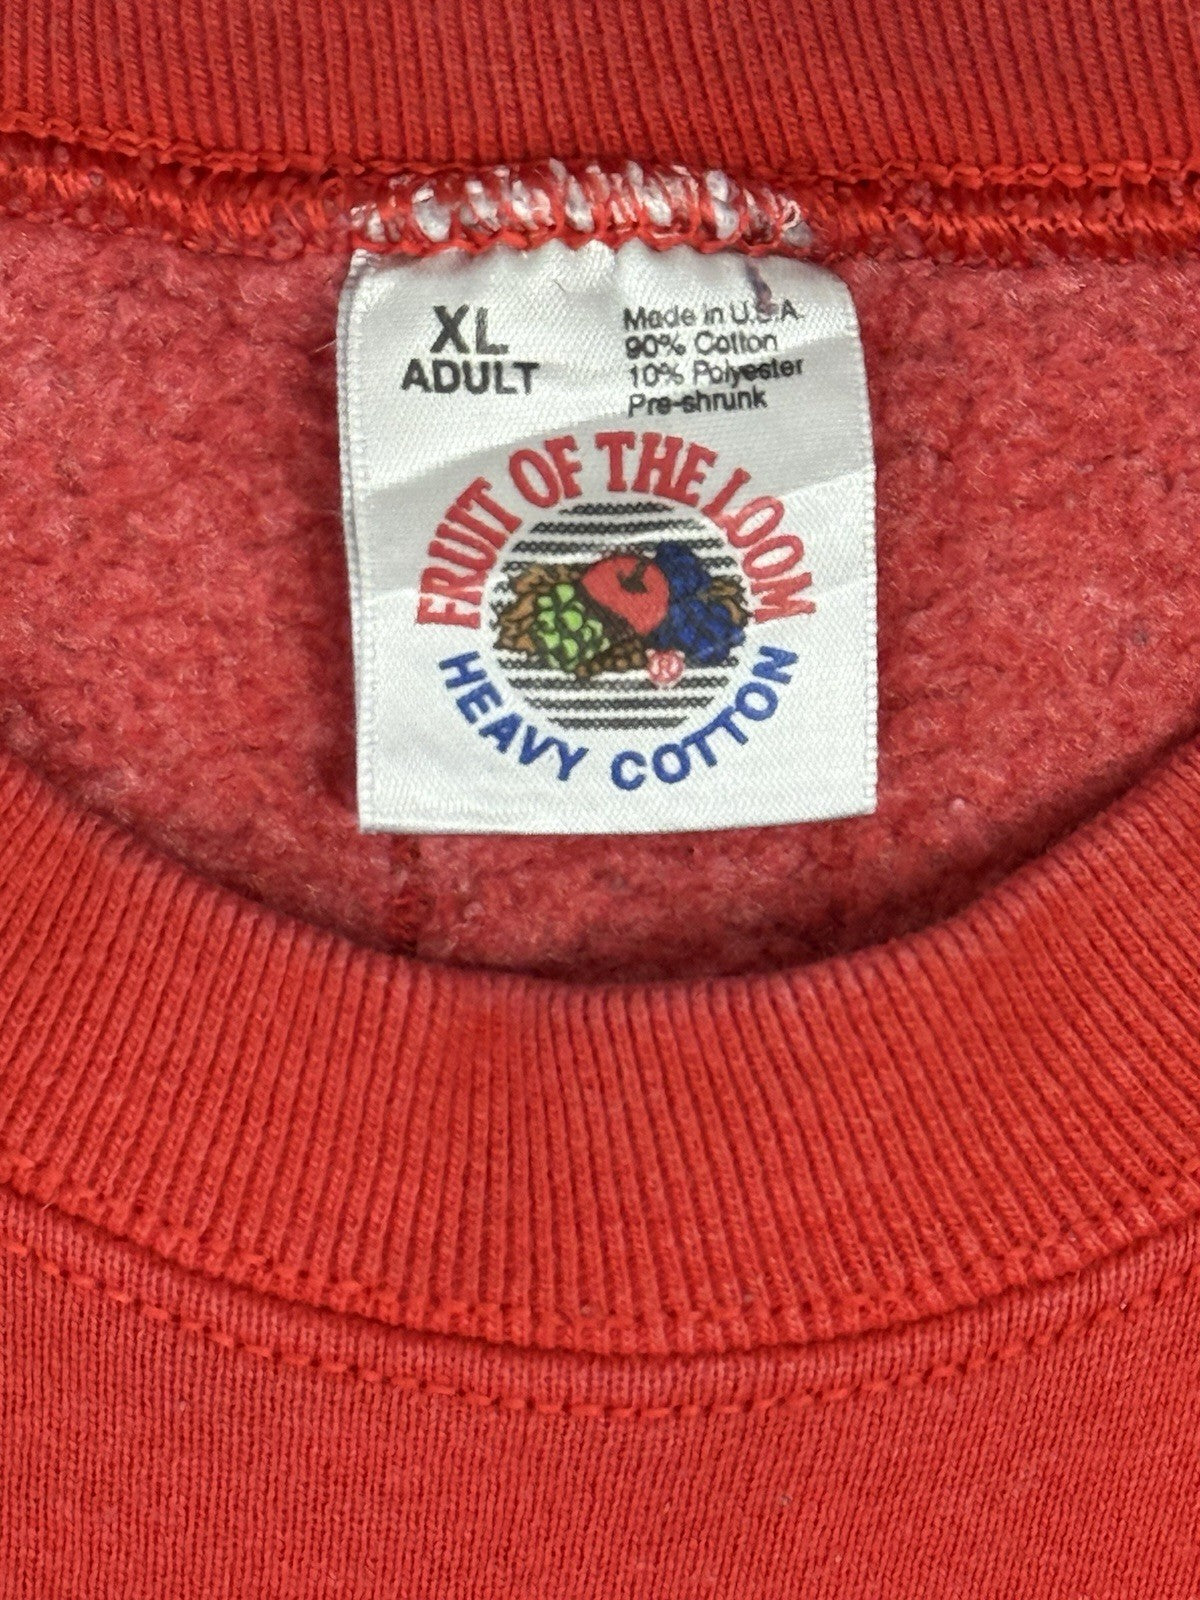 XL
ADULT
Made in U.S.A.
90% Cotton
10% Polyester
Pre-shrunk
FRUIT OF THE LOOM
®
HEAVY COTTON